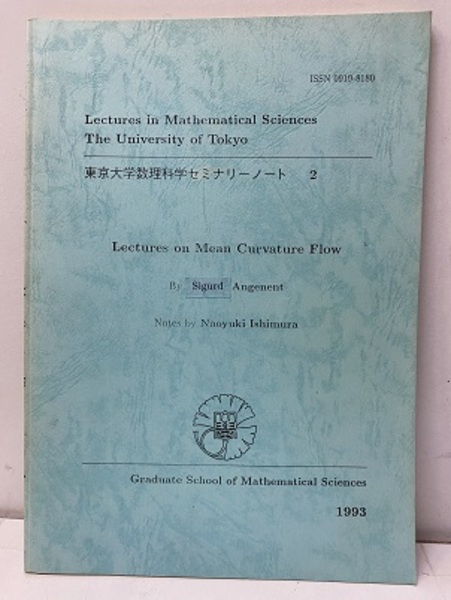 ISSN 0919-8180
Lectures in Mathematical Sciences
The University of Tokyo
東京大学数理科学セミナリーノート 2
Lectures on Mean Curvature Flow
By Sigurd Angenent
Notes by Naoyuki Ishimura
Graduate School of Mathematical Sciences
1993